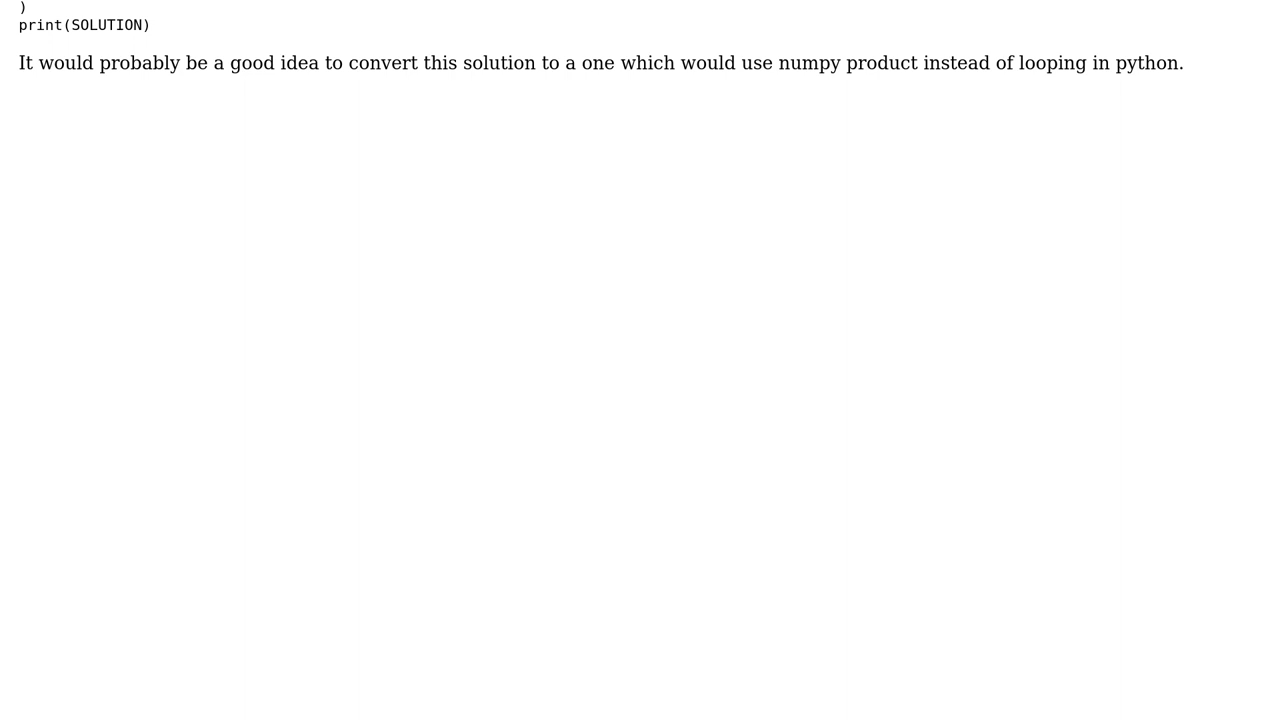 )
print(SOLUTION)
It would probably be a good idea to convert this solution to a one which would use numpy product instead of looping in python.